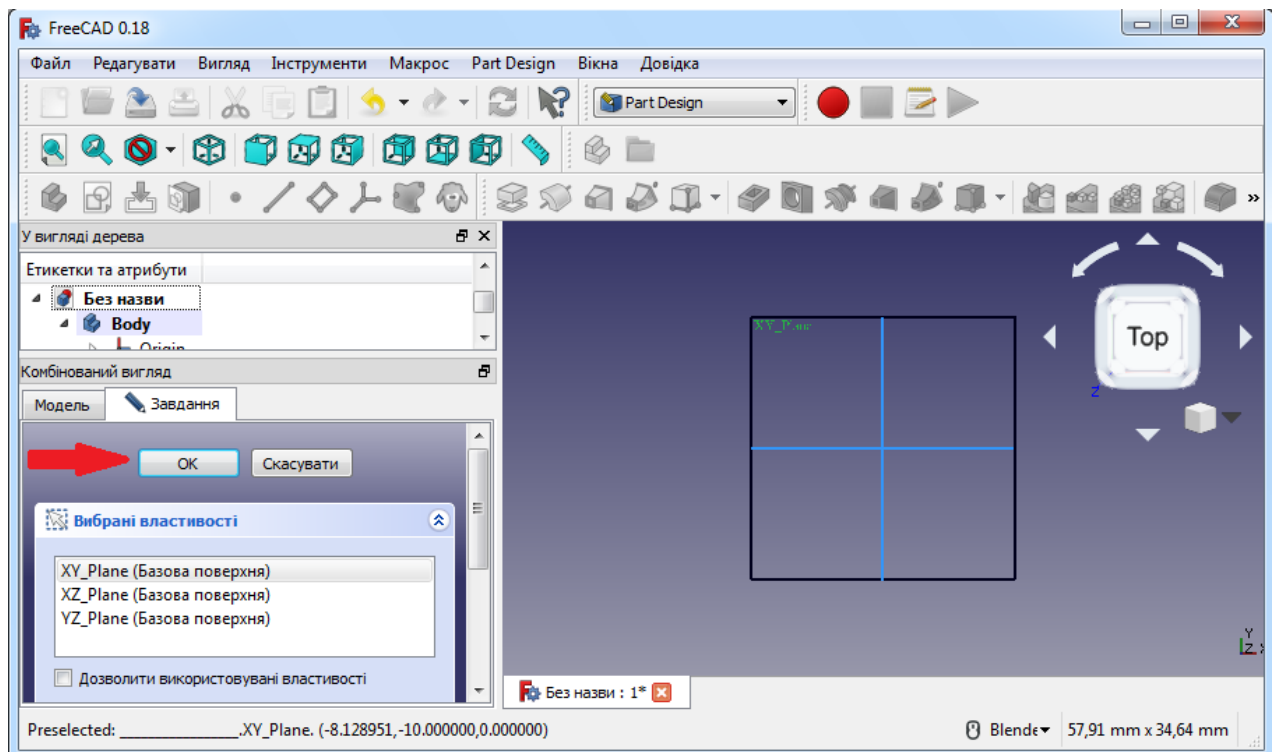 FreeCAD 0.18
Файл Редагувати Вигляд Інструменти Макрос Part Design Вікна Довідка
Part Design
У вигляді дерева
Етикетки та атрибути
Без назви
Body
Origin
Комбінований вигляд
Модель Завдання
OK Скасувати
Вибрані властивості
XY_Plane (Базова поверхня)
XZ_Plane (Базова поверхня)
YZ_Plane (Базова поверхня)
Дозволити використовувані властивості
XY_Plane
Top
Z
Y
Z X
Без назви : 1*
Preselected: ________________.XY_Plane. (-8.128951,-10.000000,0.000000)
Blende 57,91 mm x 34,64 mm